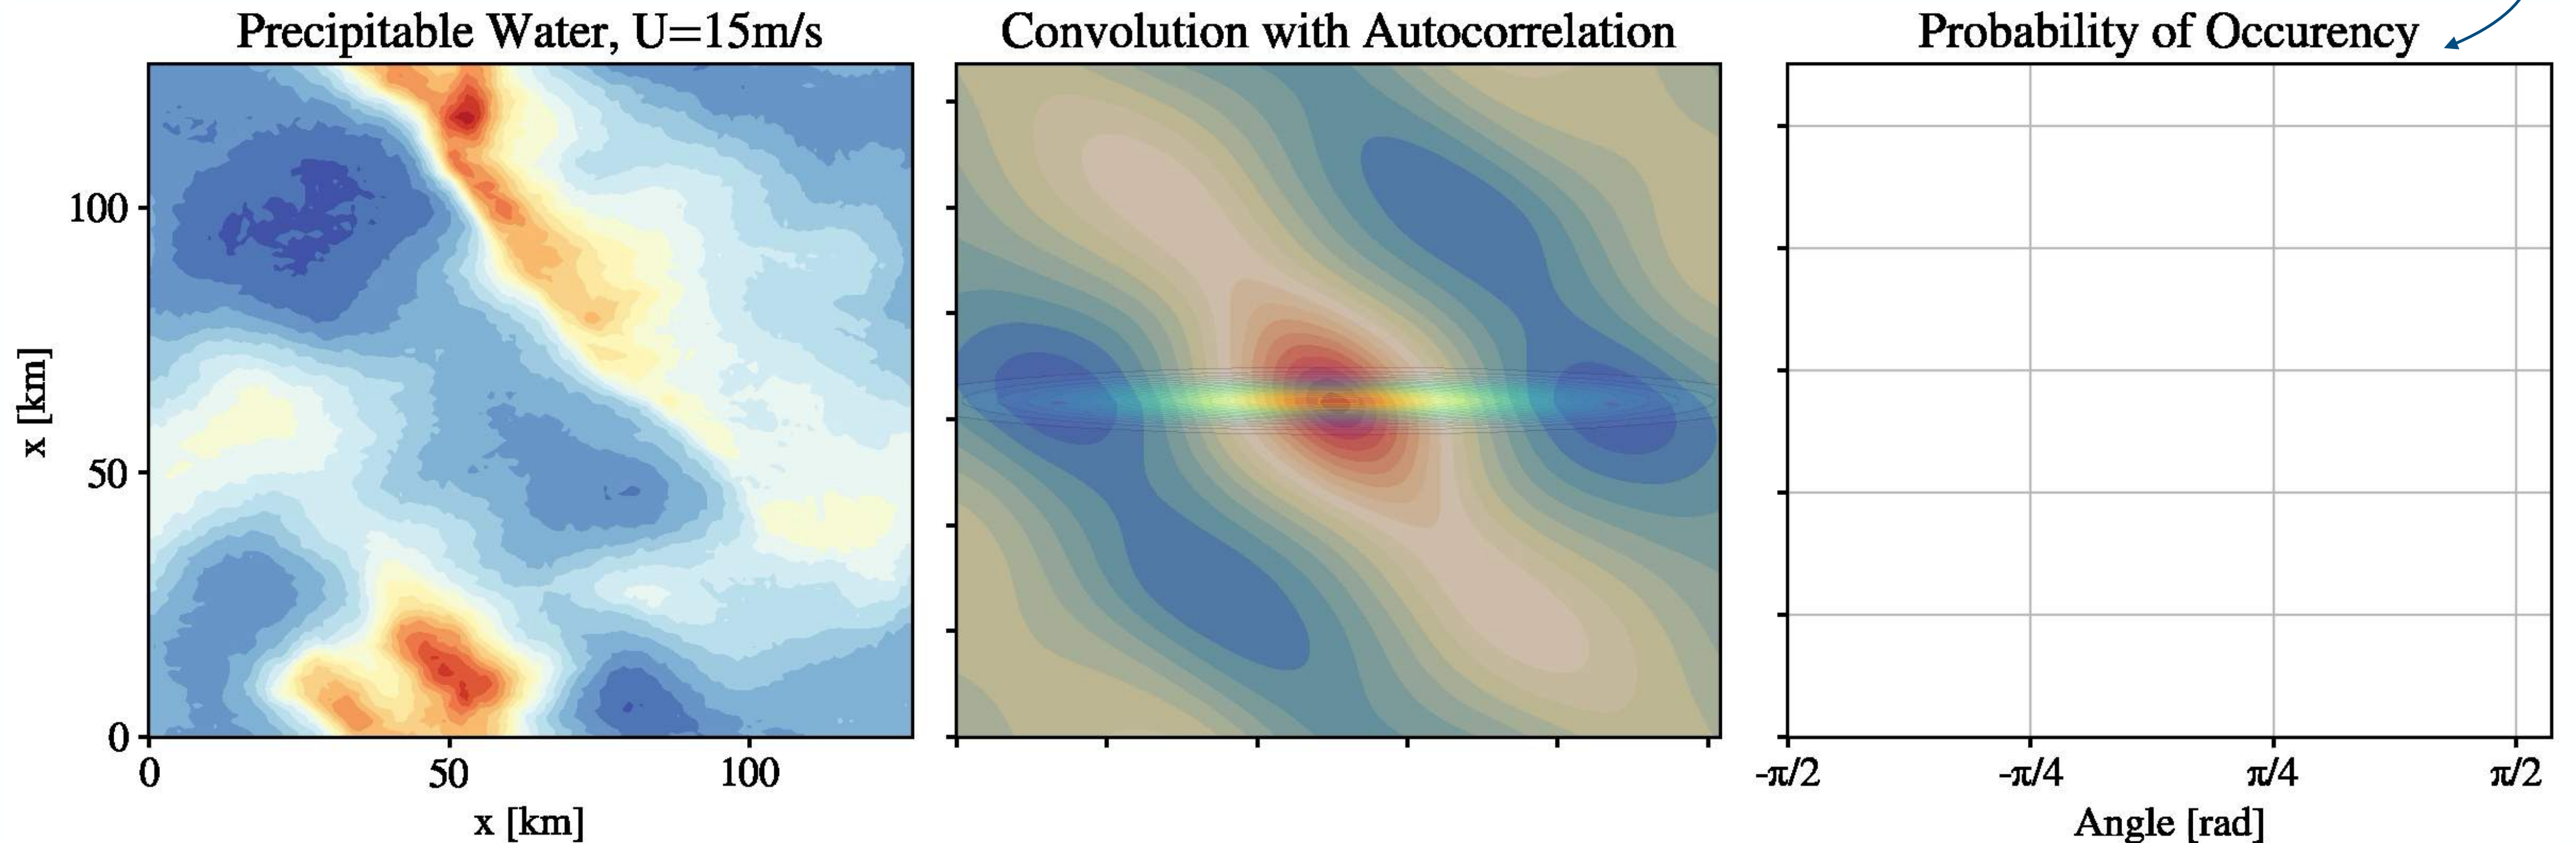 Precipitable Water, U=15m/s
Convolution with Autocorrelation
Probability of Occurency
x [km]
100
50
0
0 50 100
x [km]
-π/2 -π/4 π/4 π/2
Angle [rad]